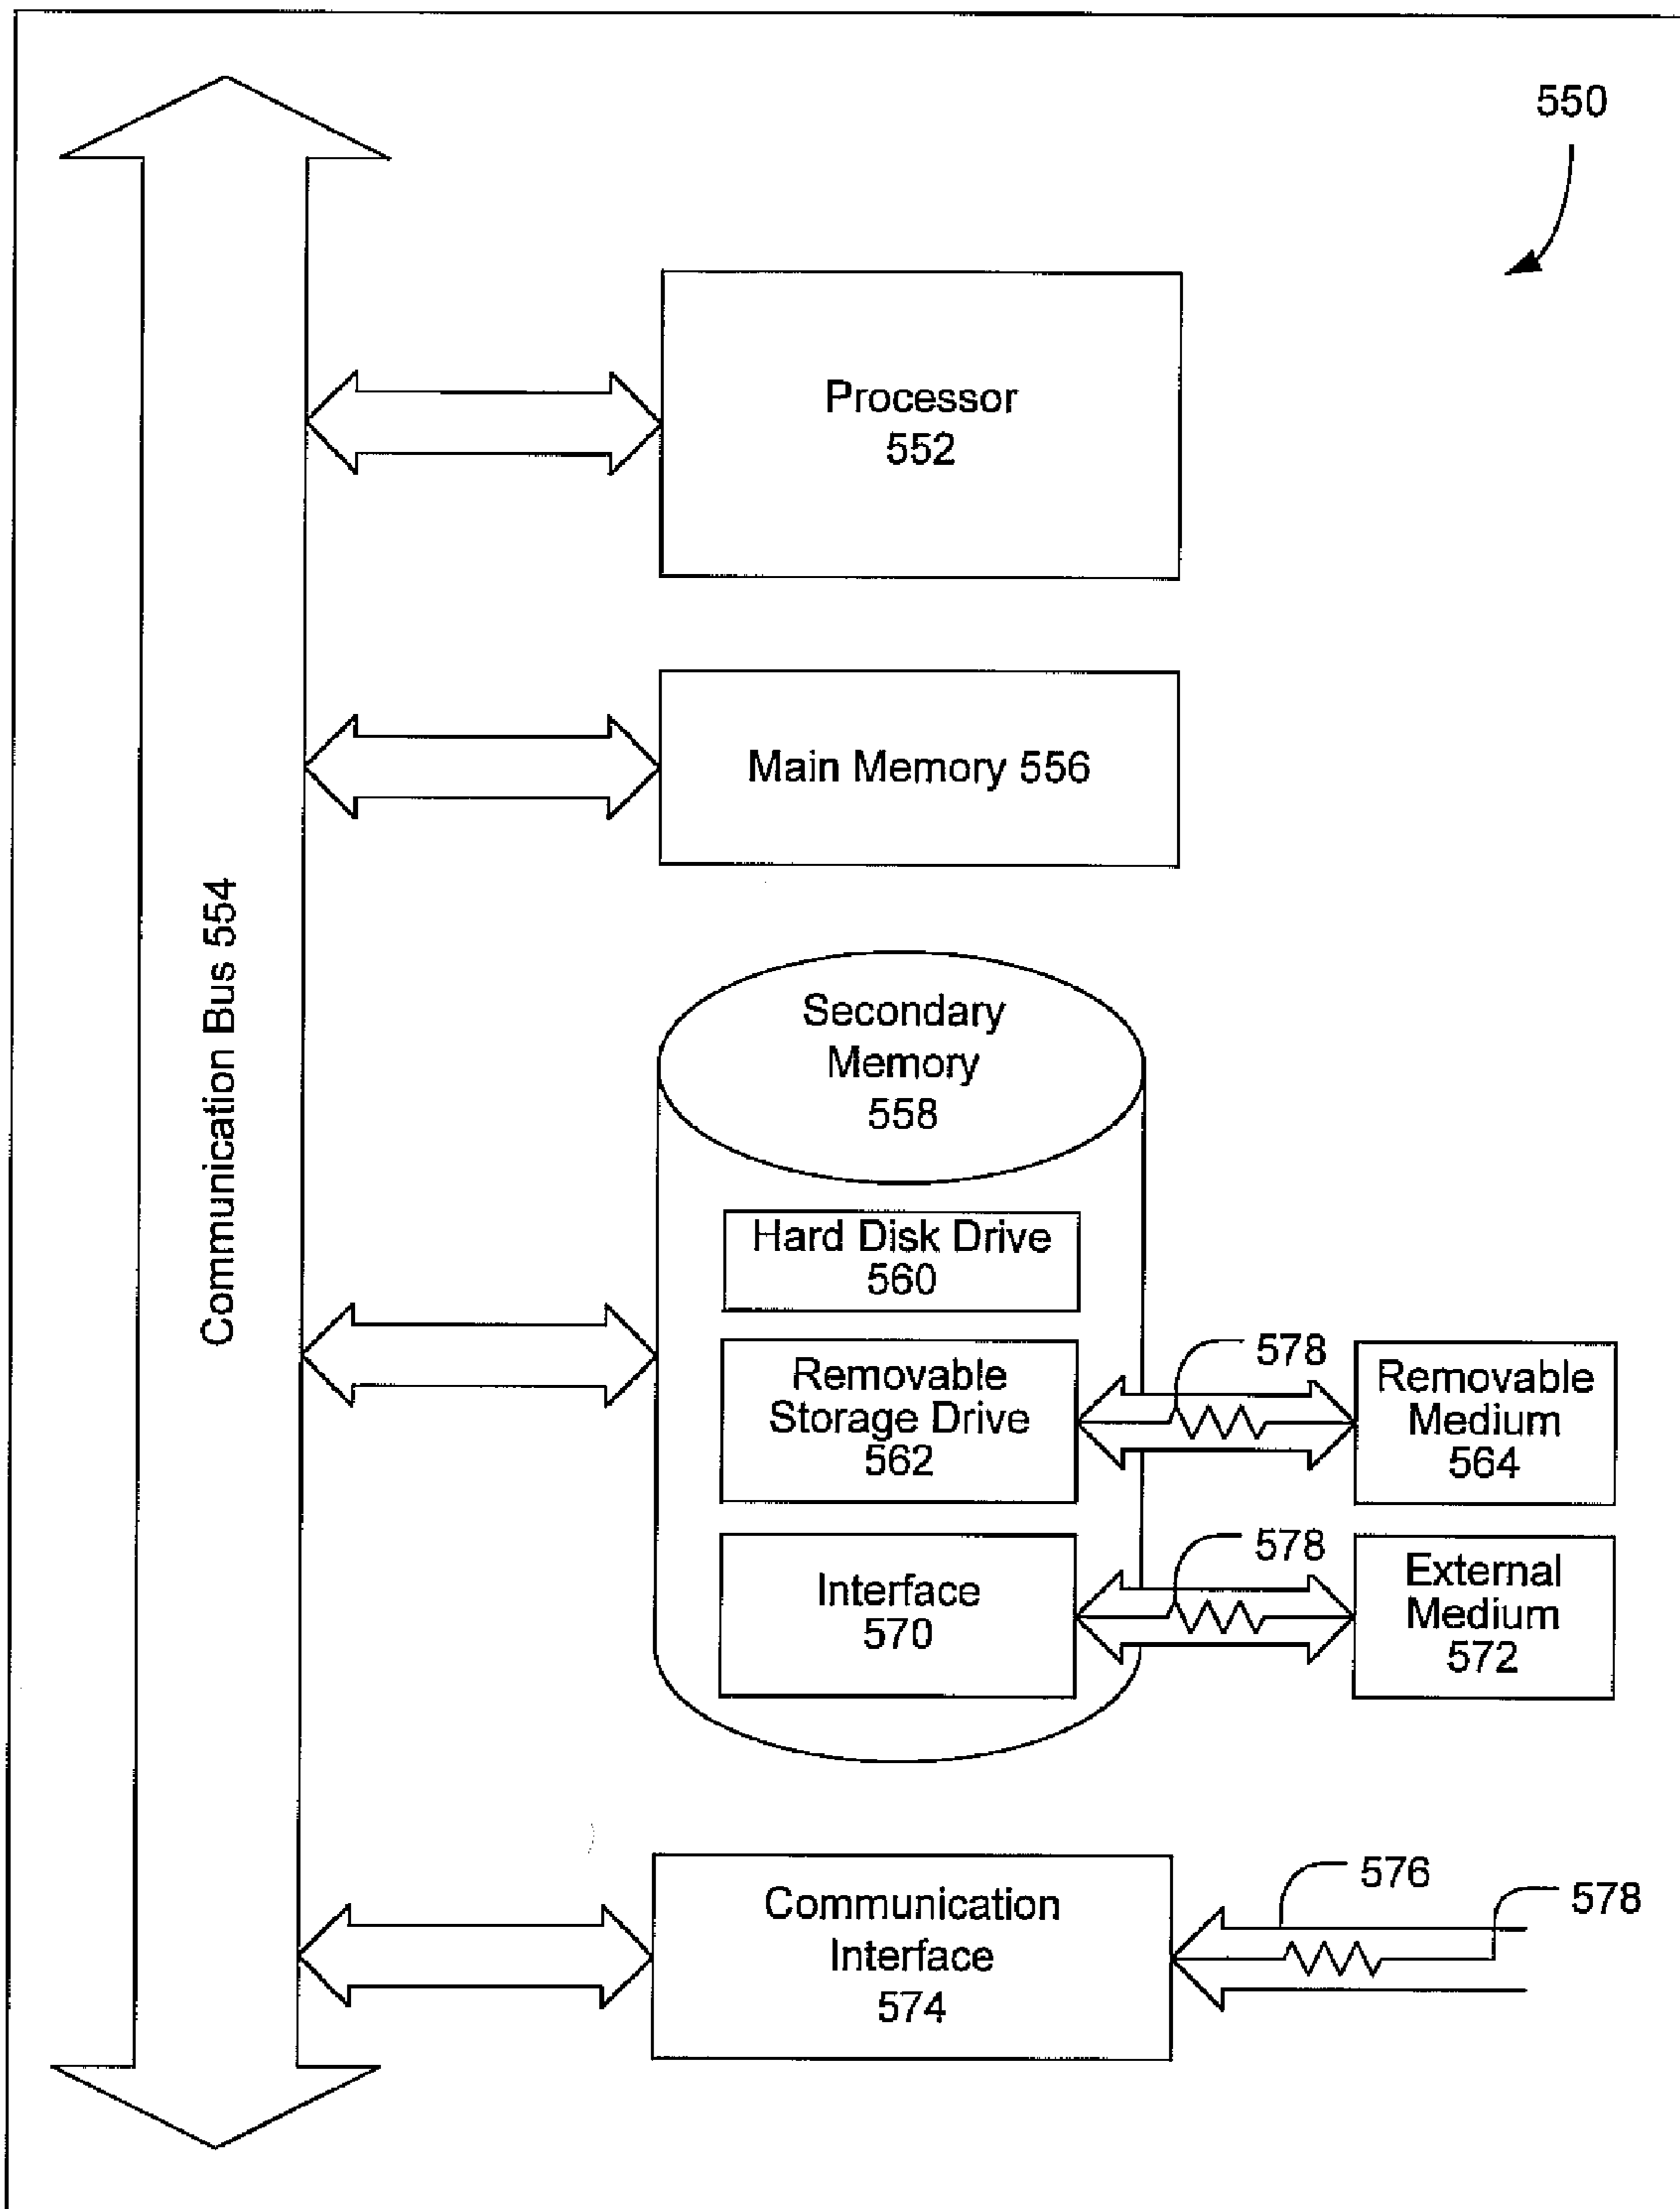 550
Processor
552
Main Memory 556
Communication Bus 554
Secondary
Memory
558
Hard Disk Drive
560
Removable
Storage Drive
562
578
Removable
Medium
564
Interface
570
578
External
Medium
572
Communication
Interface
574
576
578